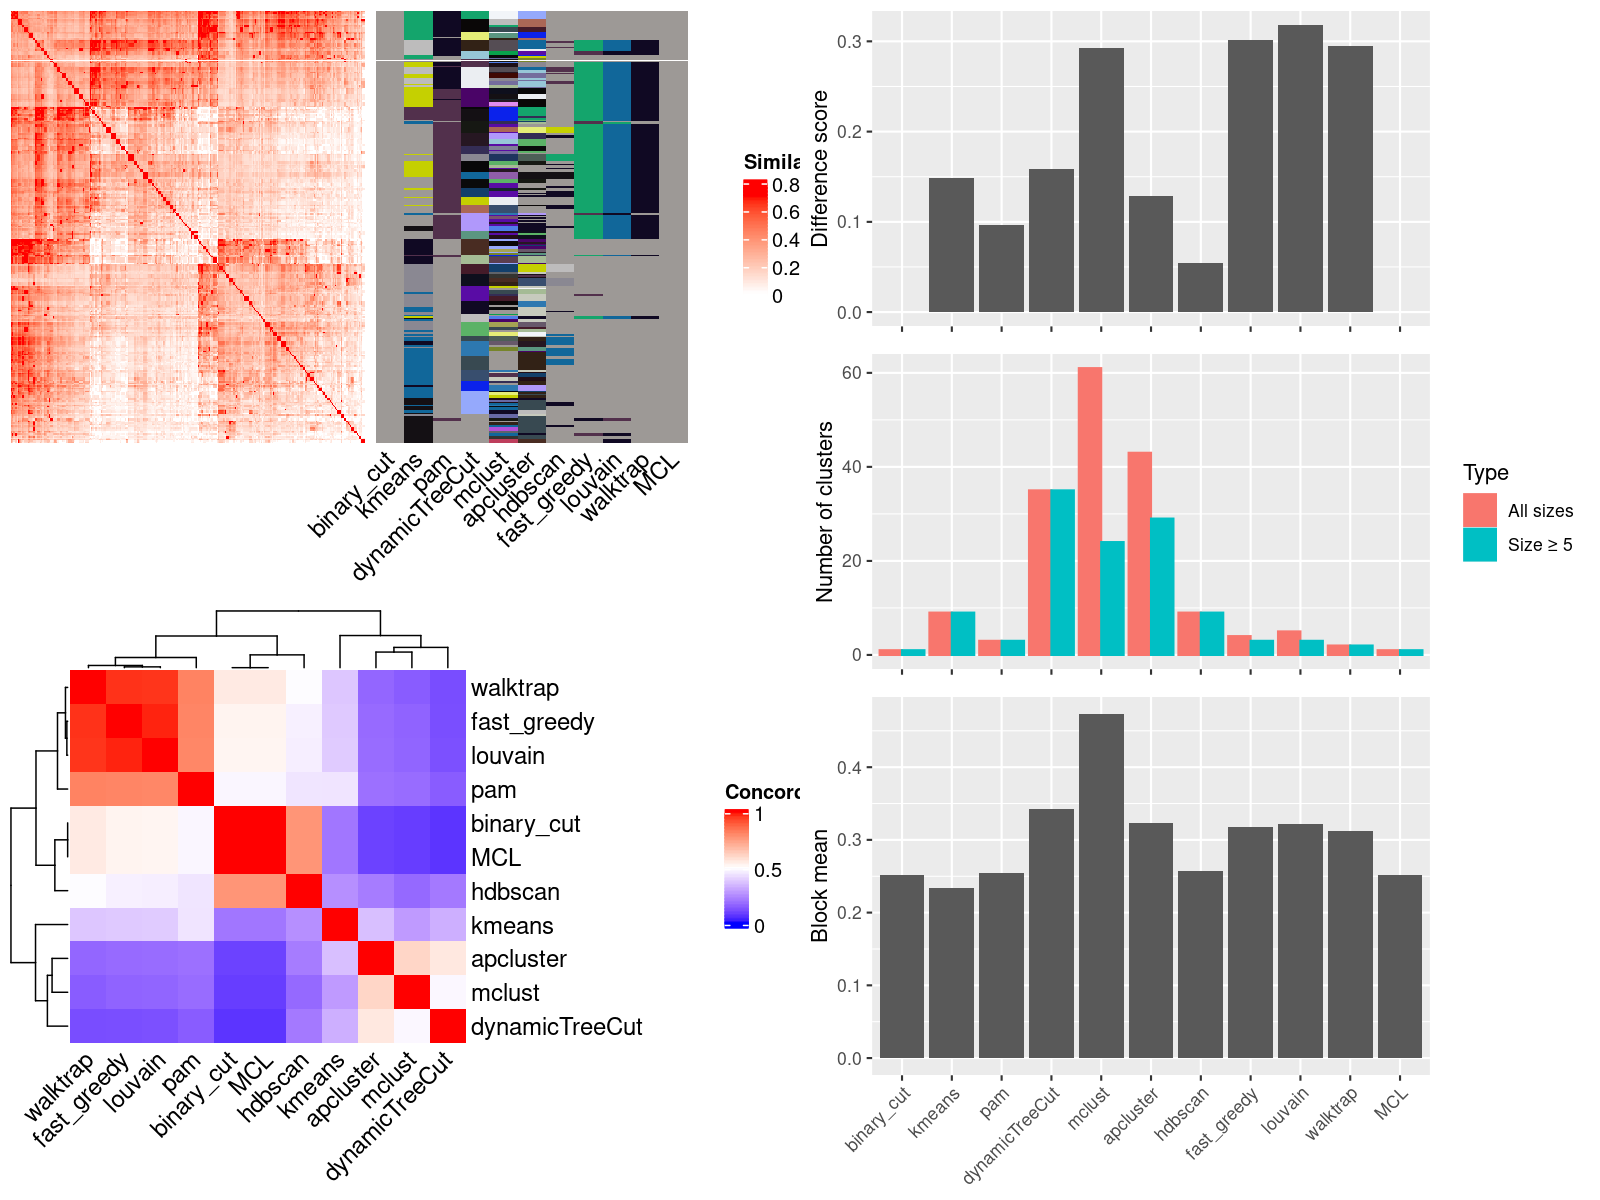 Simila
0.8
0.6
0.4
0.2
0
binary_cut
kmeans
pam
dynamicTreeCut
mclust
apcluster
hdbscan
fast_greedy
louvain
walktrap
MCL
walktrap
fast_greedy
louvain
pam
binary_cut
MCL
hdbscan
kmeans
apcluster
mclust
dynamicTreeCut
walktrap
fast_greedy
louvain
pam
binary_cut
MCL
hdbscan
kmeans
apcluster
mclust
dynamicTreeCut
Concord
1
0.5
0
Difference score
0.3
0.2
0.1
0.0
Number of clusters
60
40
20
0
Type
All sizes
Size ≥ 5
Block mean
0.4
0.3
0.2
0.1
0.0
binary_cut
kmeans
pam
dynamicTreeCut
mclust
apcluster
hdbscan
fast_greedy
louvain
walktrap
MCL